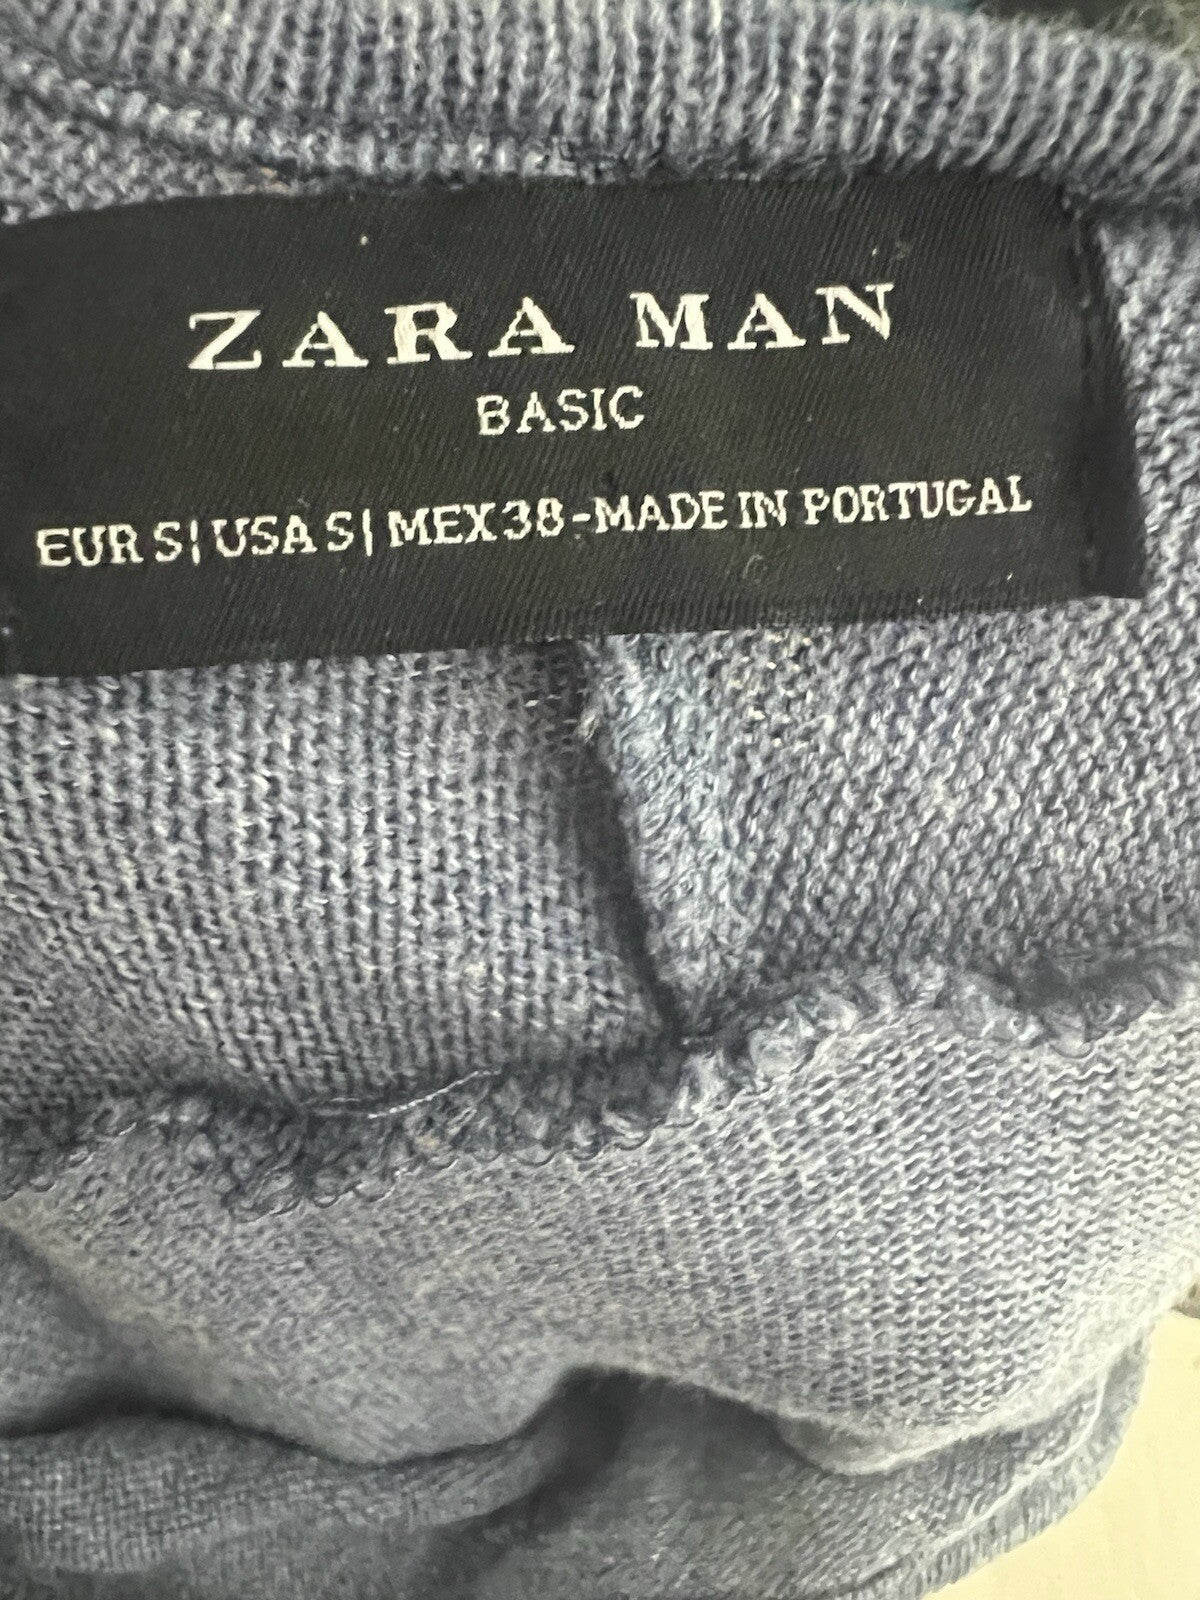 ZARA MAN
BASIC
EUR S | USA S | MEX 38 - MADE IN PORTUGAL